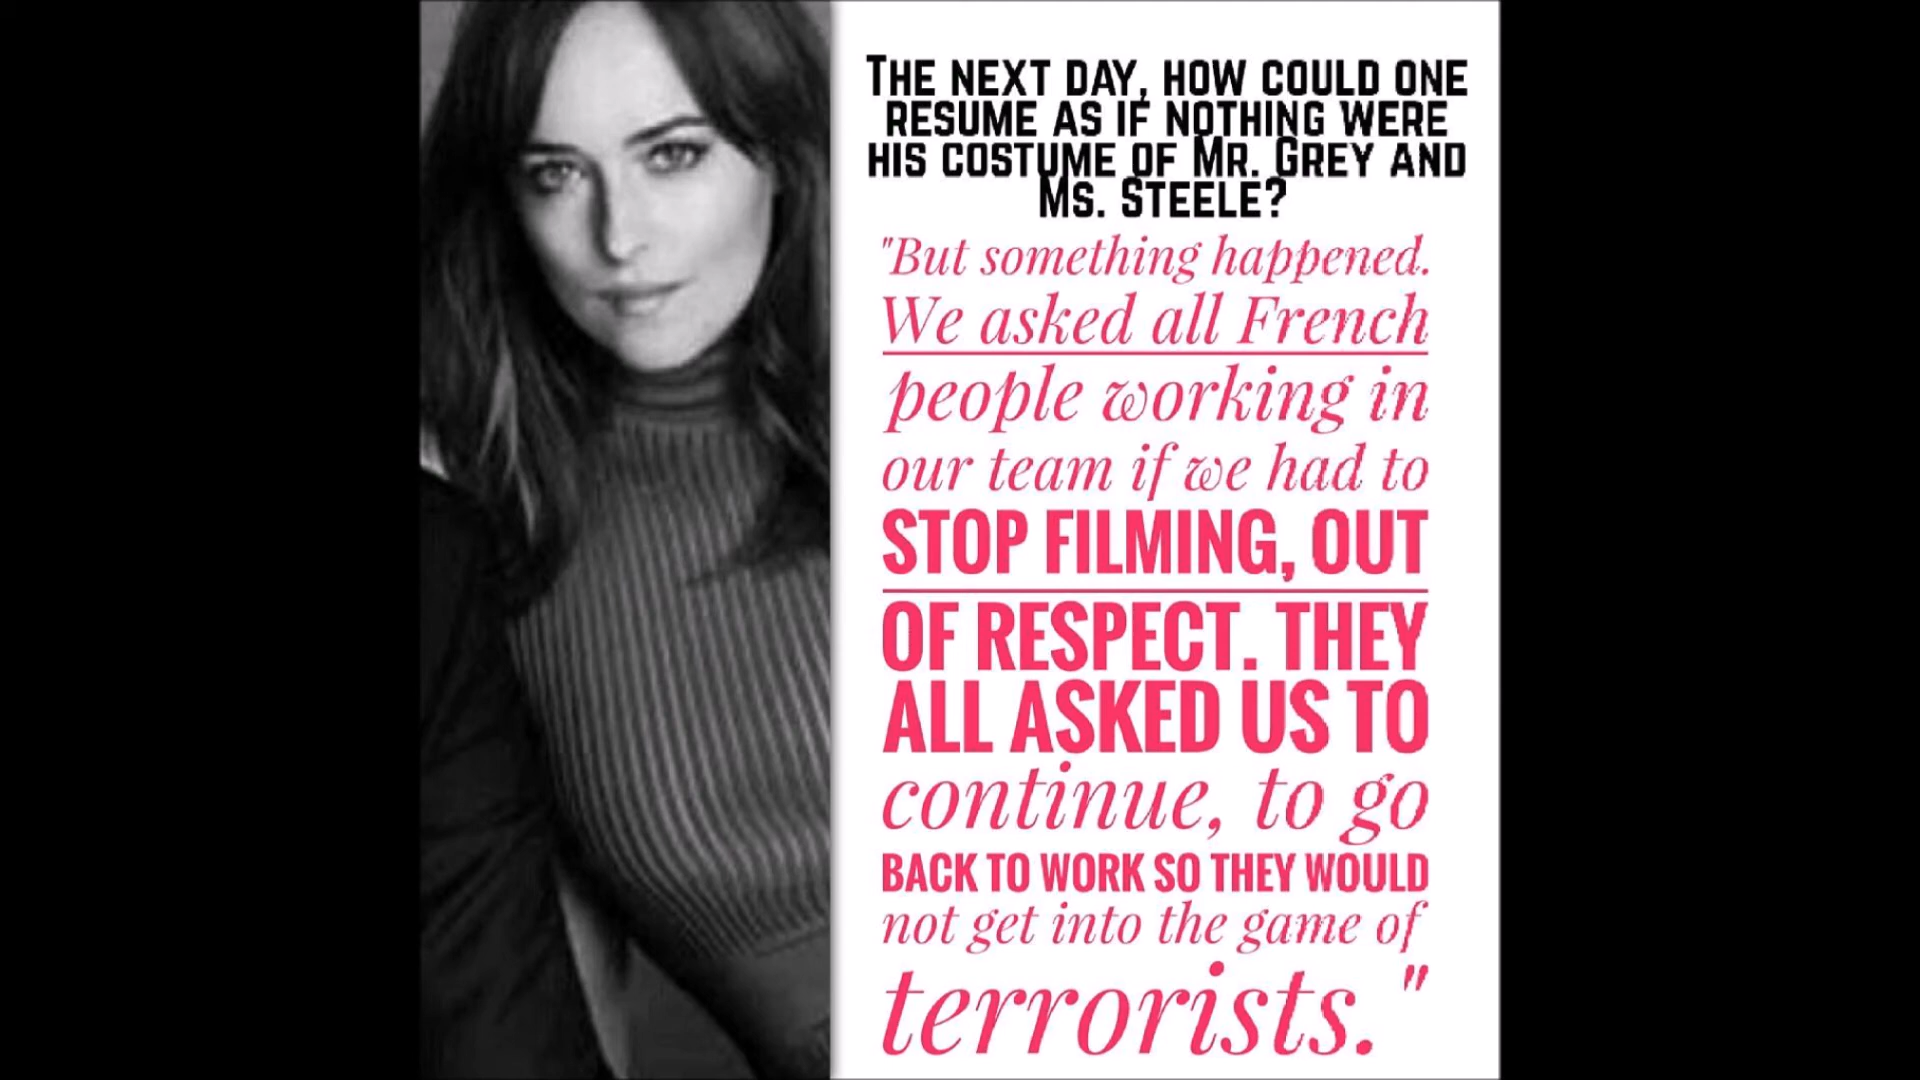 THE NEXT DAY, HOW COULD ONE
RESUME AS IF NOTHING WERE
HIS COSTUME OF MR. GREY AND
MS. STEELE?
"But something happened.
We asked all French
people working in
our team if we had to
STOP FILMING, OUT
OF RESPECT. THEY
ALL ASKED US TO
continue, to go
BACK TO WORK SO THEY WOULD
not get into the game of
terrorists."